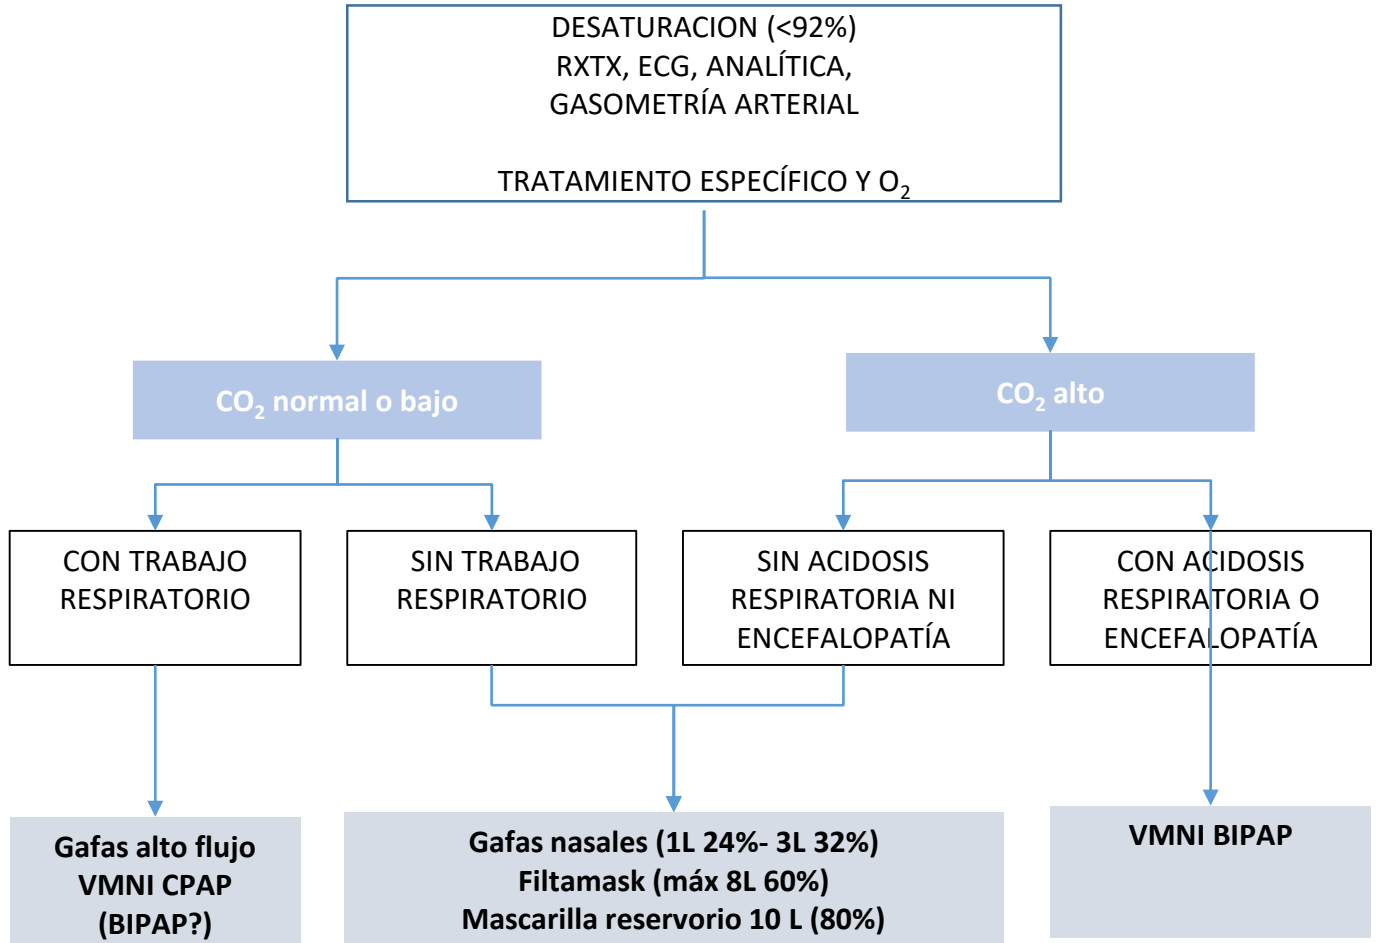 DESATURACION (<92%)
RXTX, ECG, ANALÍTICA,
GASOMETRÍA ARTERIAL
TRATAMIENTO ESPECÍFICO Y O₂
CO₂ normal o bajo
CO₂ alto
CON TRABAJO
RESPIRATORIO
SIN TRABAJO
RESPIRATORIO
SIN ACIDOSIS
RESPIRATORIA NI
ENCEFALOPATÍA
CON ACIDOSIS
RESPIRATORIA O
ENCEFALOPATÍA
Gafas alto flujo
VMNI CPAP
(BIPAP?)
Gafas nasales (1L 24%- 3L 32%)
Filtamask (máx 8L 60%)
Mascarilla reservorio 10 L (80%)
VMNI BIPAP